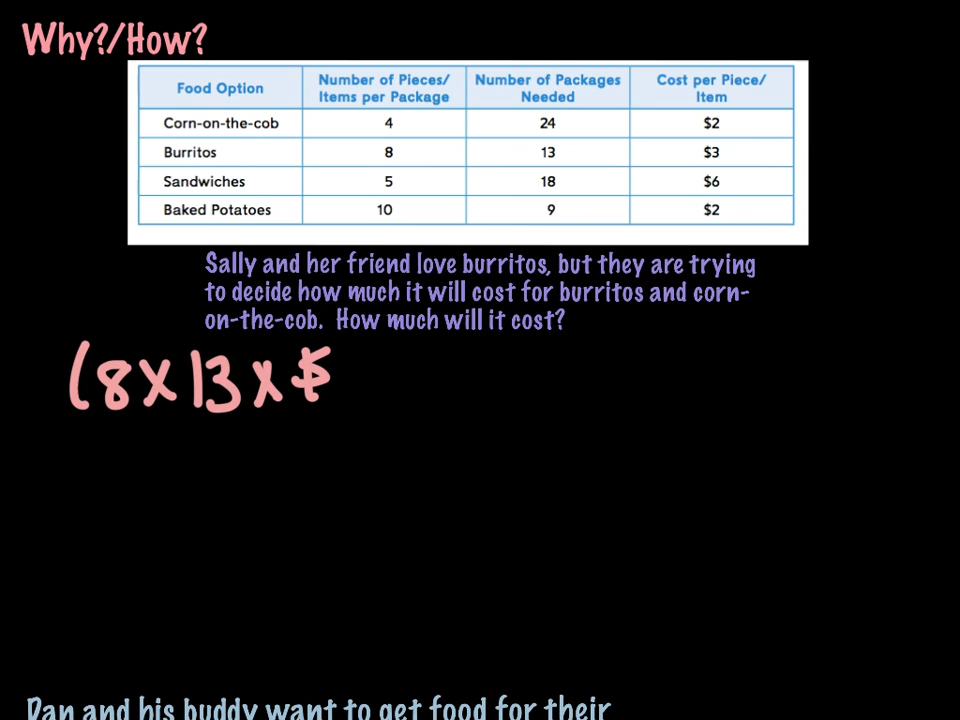 Why?/How?
Food Option Number of Pieces/ Items per Package Number of Packages Needed Cost per Piece/ Item
Corn-on-the-cob 4 24 $2
Burritos 8 13 $3
Sandwiches 5 18 $6
Baked Potatoes 10 9 $2
Sally and her friend love burritos, but they are trying
to decide how much it will cost for burritos and corn-
on-the-cob. How much will it cost?
(8x13x$
Dan and his buddy want to get food for their